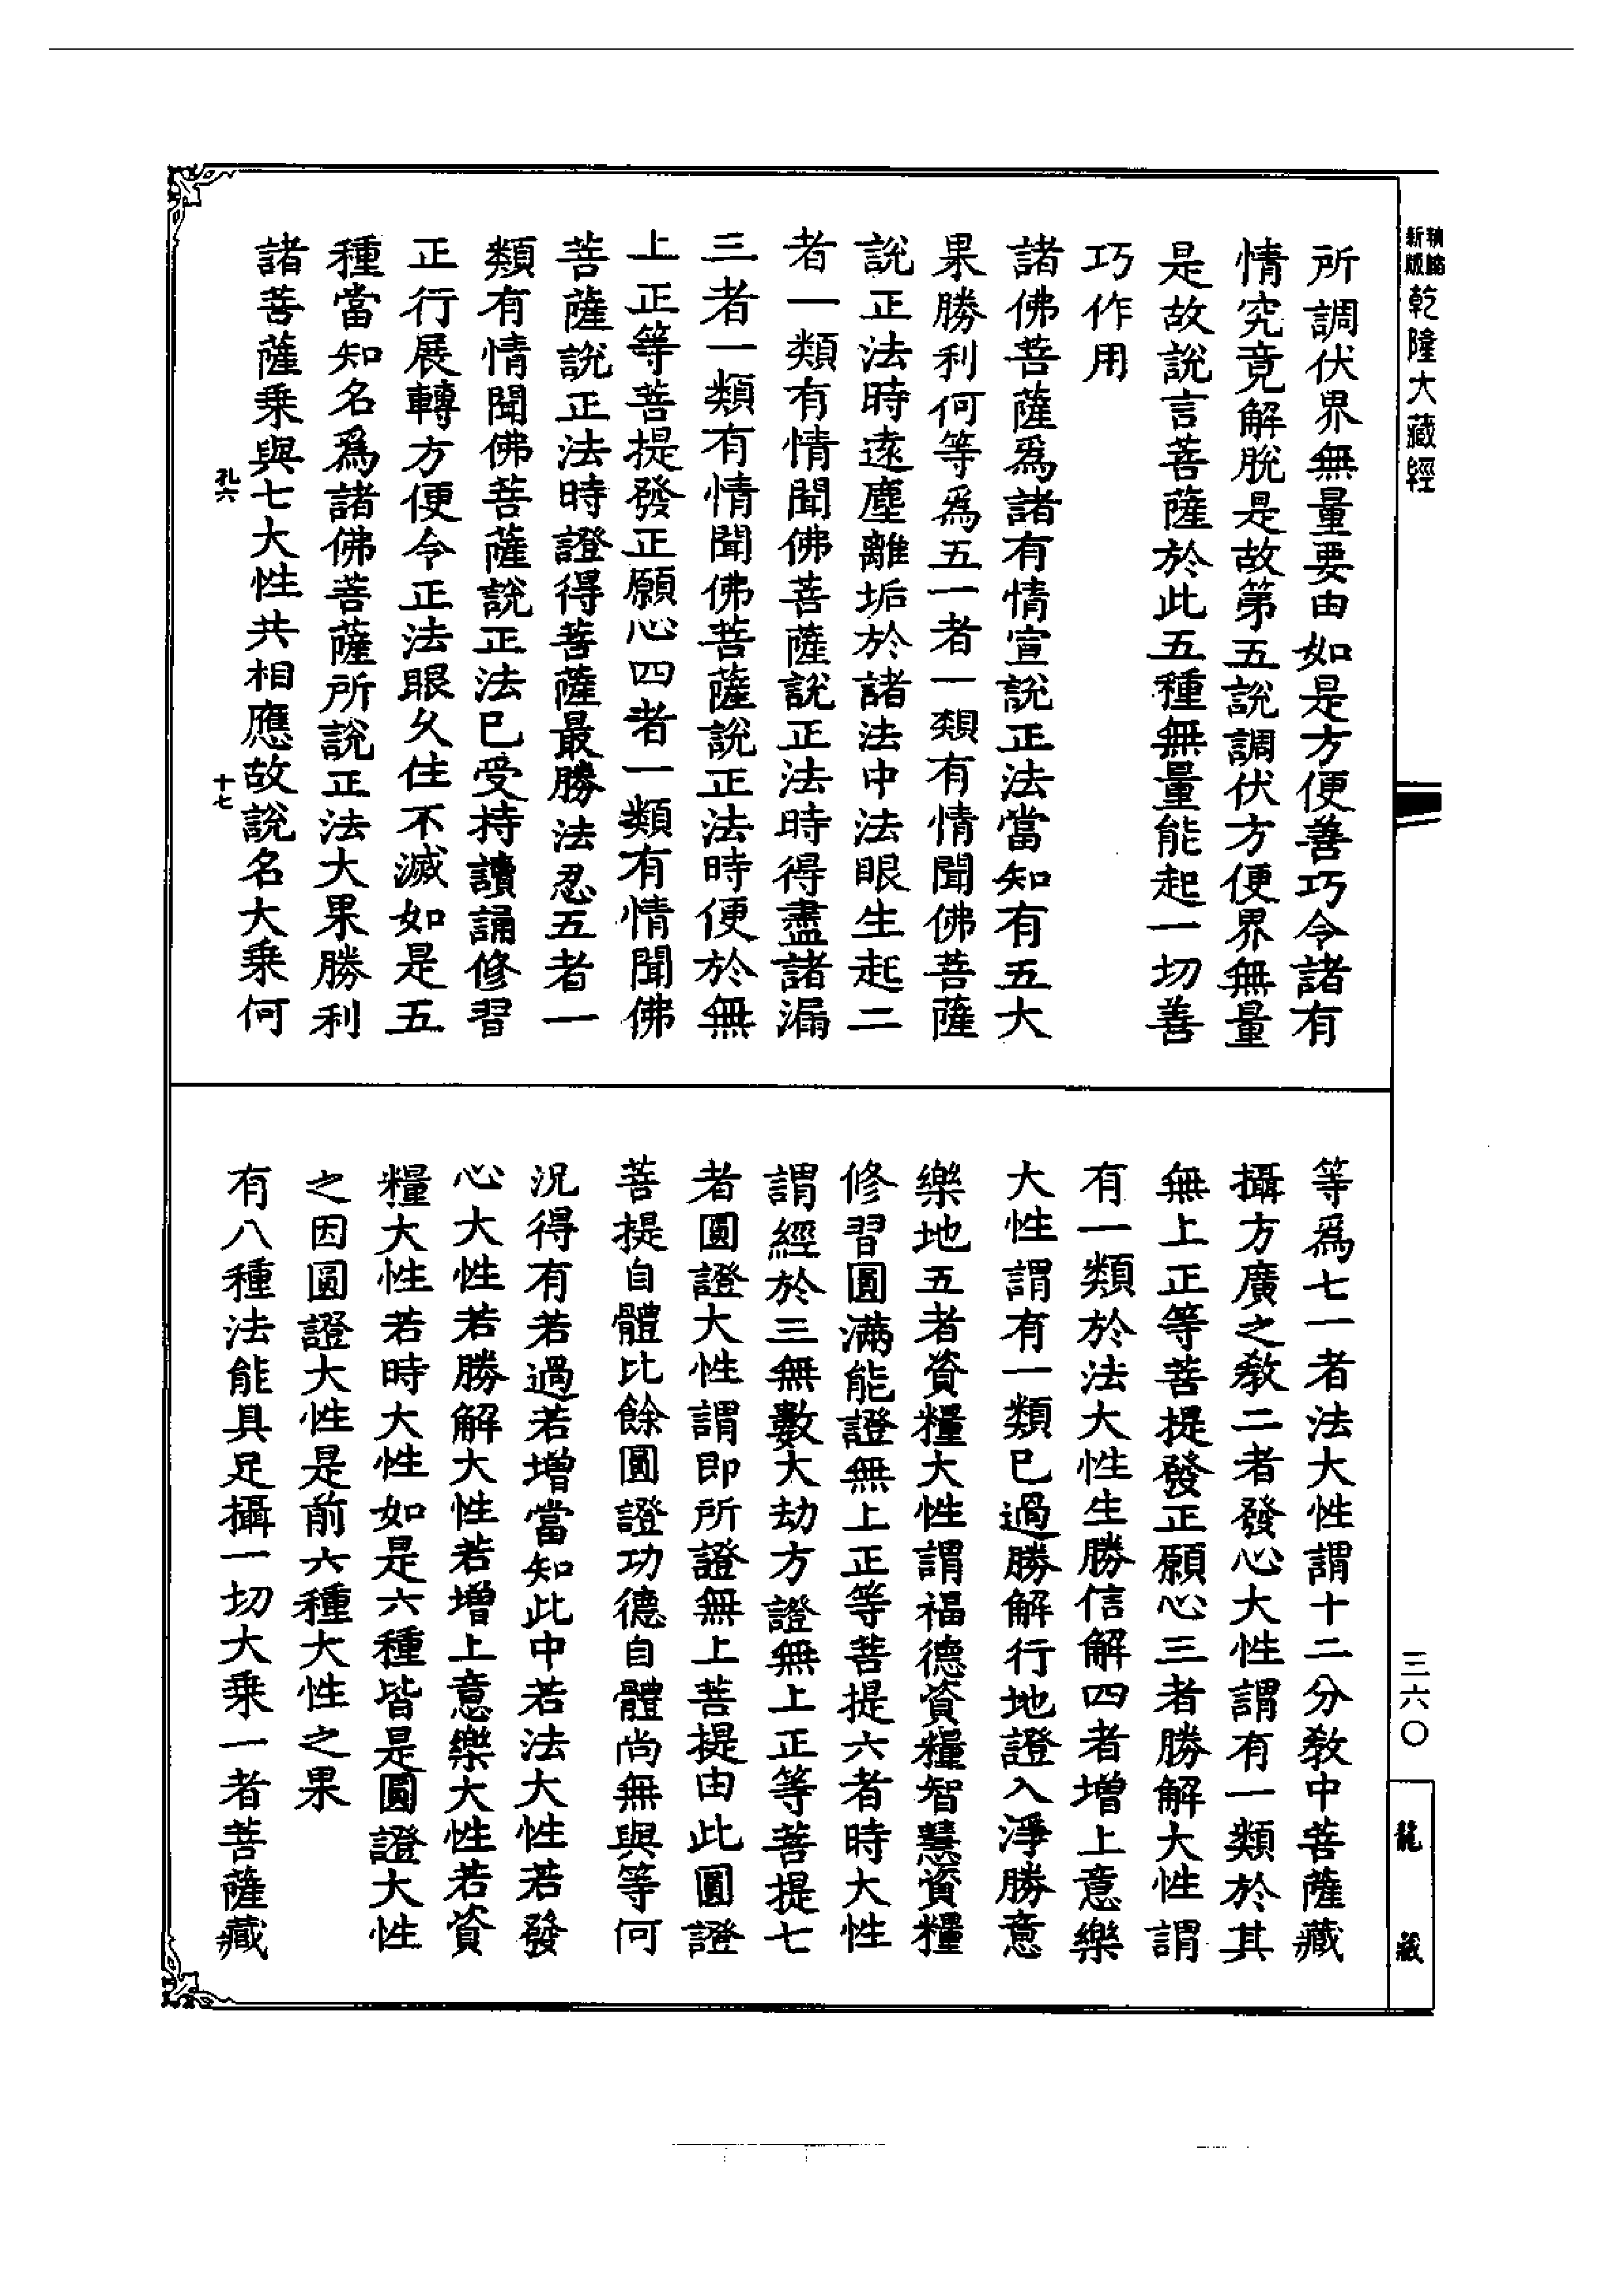 新版
乾隆大藏經
所調伏界無量要由如是方便善巧令諸有
情究竟解脫是故第五說調伏方便界無量
是故說言菩薩於此五種無量能起一切善
巧作用
諸佛菩薩爲諸有情宣說正法當知有五大
果勝利何等爲五一者一類有情聞佛菩薩
說正法時遠塵離垢於諸法中法眼生起二
者一類有情聞佛菩薩說正法時得盡諸漏
三者一類有情聞佛菩薩說正法時便於無
上正等菩提發正願心四者一類有情聞佛
菩薩說正法時證得菩薩最勝法忍五者一
類有情聞佛菩薩說正法已受持讀誦修習
正行展轉方便令正法眼久住不滅如是五
種當知名爲諸佛菩薩所說正法大果勝利
諸菩薩乘與七大性共相應故說名大乘何
孔六
十七
等爲七一者法大性謂十二分教中菩薩藏
攝方廣之教二者發心大性謂有一類於其
無上正等菩提發正願心三者勝解大性謂
有一類於法大性生勝信解四者增上意樂
大性謂有一類已過勝解行地證入淨勝意
樂地五者資糧大性謂福德資糧智慧資糧
修習圓滿能證無上正等菩提六者時大性
謂經於三無數大劫方證無上正等菩提七
者圓證大性謂即所證無上菩提由此圓證
菩提自體比餘圓證功德自體尚無與等何
況得有若過若增當知此中若法大性若發
心大性若勝解大性若增上意樂大性若資
糧大性若時大性如是六種皆是圓證大性
之因圓證大性是前六種大性之果
有八種法能具足攝一切大乘一者菩薩藏
三六〇
龍藏